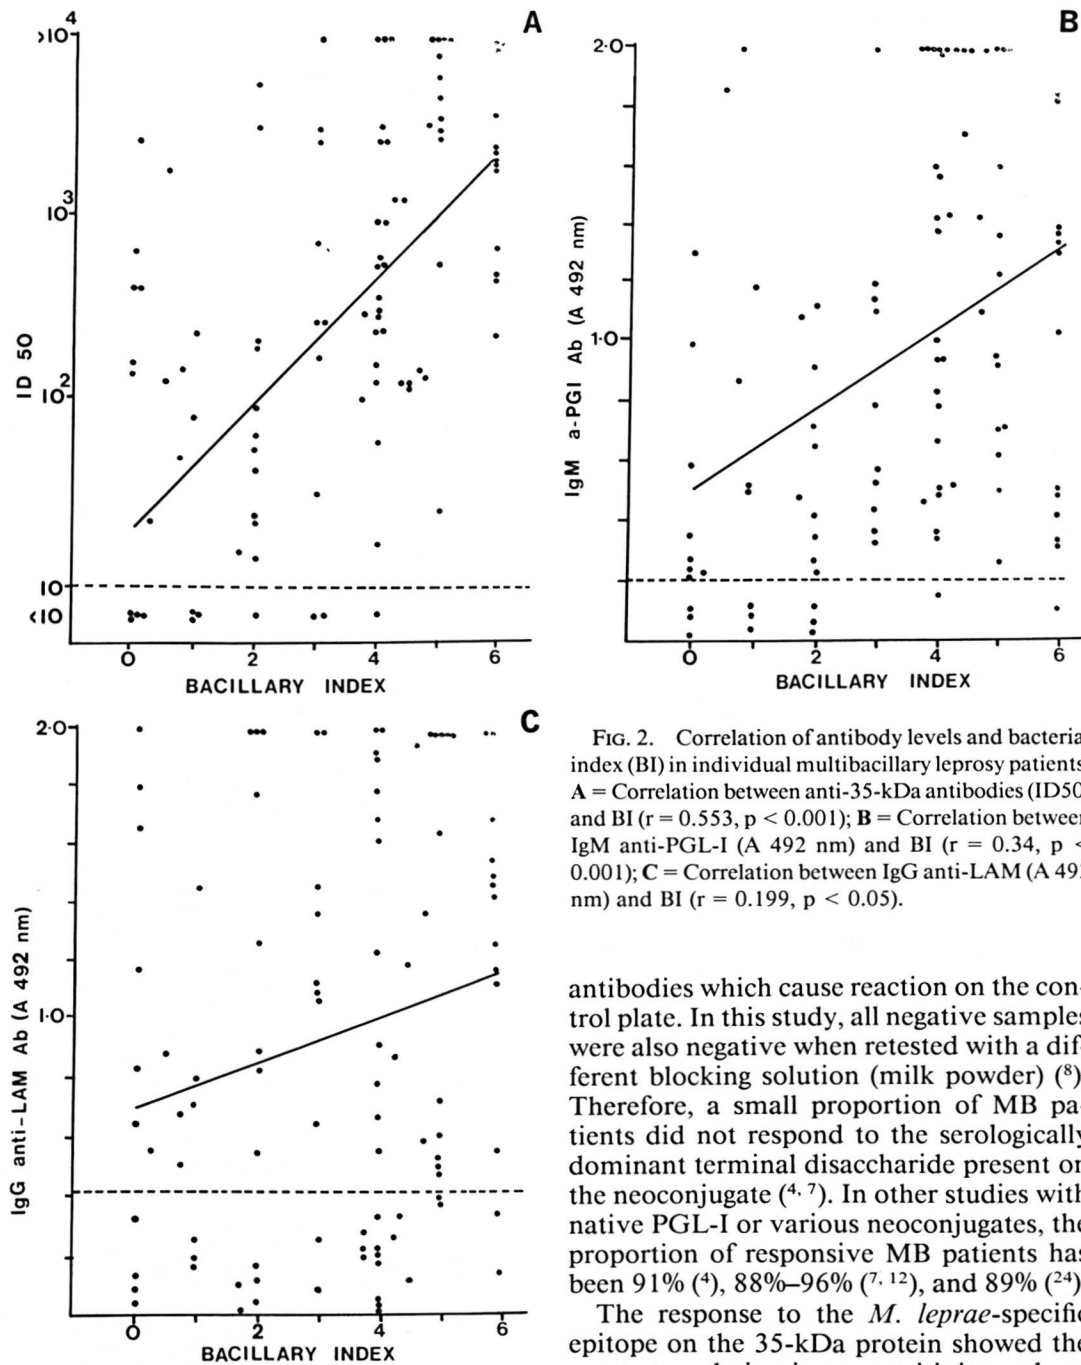 A
>10⁴
10³
10²
10
<10
ID 50
0 2 4 6
BACILLARY INDEX
B
2·0
1·0
IgM a-PGI Ab (A 492 nm)
0 2 4 6
BACILLARY INDEX
C
2·0
1·0
IgG anti-LAM Ab (A 492 nm)
0 2 4 6
BACILLARY INDEX
FIG. 2. Correlation of antibody levels and bacteria
index (BI) in individual multibacillary leprosy patients
A = Correlation between anti-35-kDa antibodies (ID50
and BI (r = 0.553, p < 0.001); B = Correlation between
IgM anti-PGL-I (A 492 nm) and BI (r = 0.34, p <
0.001); C = Correlation between IgG anti-LAM (A 492
nm) and BI (r = 0.199, p < 0.05).
antibodies which cause reaction on the con-
trol plate. In this study, all negative samples
were also negative when retested with a dif-
ferent blocking solution (milk powder) (⁸)
Therefore, a small proportion of MB pa-
tients did not respond to the serologically
dominant terminal disaccharide present on
the neoconjugate (⁴, ⁷). In other studies with
native PGL-I or various neoconjugates, the
proportion of responsive MB patients has
been 91% (⁴), 88%–96% (⁷, ¹²), and 89% (²⁴)
The response to the M. leprae-specific
epitope on the 35-kDa protein showed the